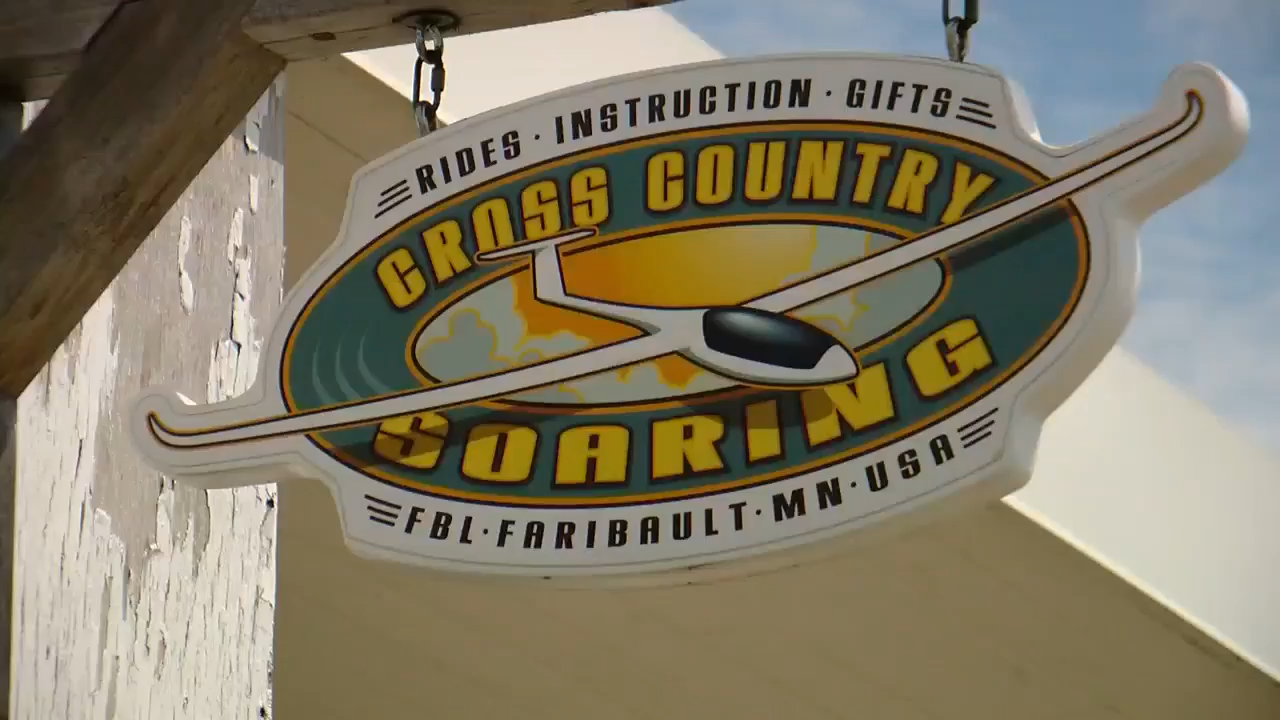 RIDES · INSTRUCTION · GIFTS
CROSS COUNTRY
SOARING
FBL · FARIBAULT · MN · USA